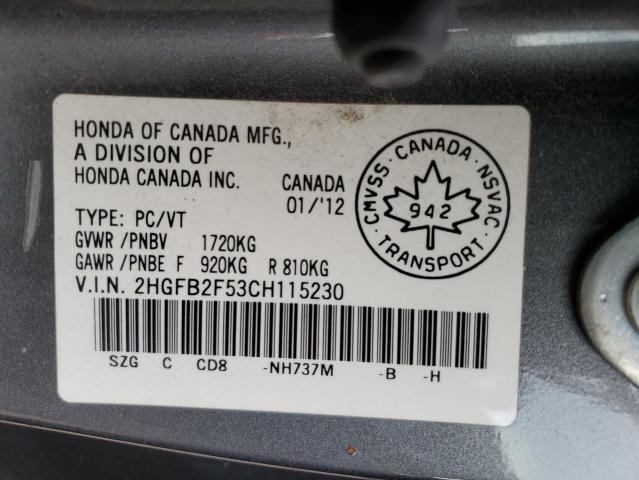 HONDA OF CANADA MFG.,
A DIVISION OF
HONDA CANADA INC. CANADA
01/'12
TYPE: PC/VT
GVWR /PNBV 1720KG
GAWR /PNBE F 920KG R 810KG
V.I.N. 2HGFB2F53CH115230
SZG C CD8 -NH737M -B -H
CMVSS - CANADA - NSVAC
942
TRANSPORT